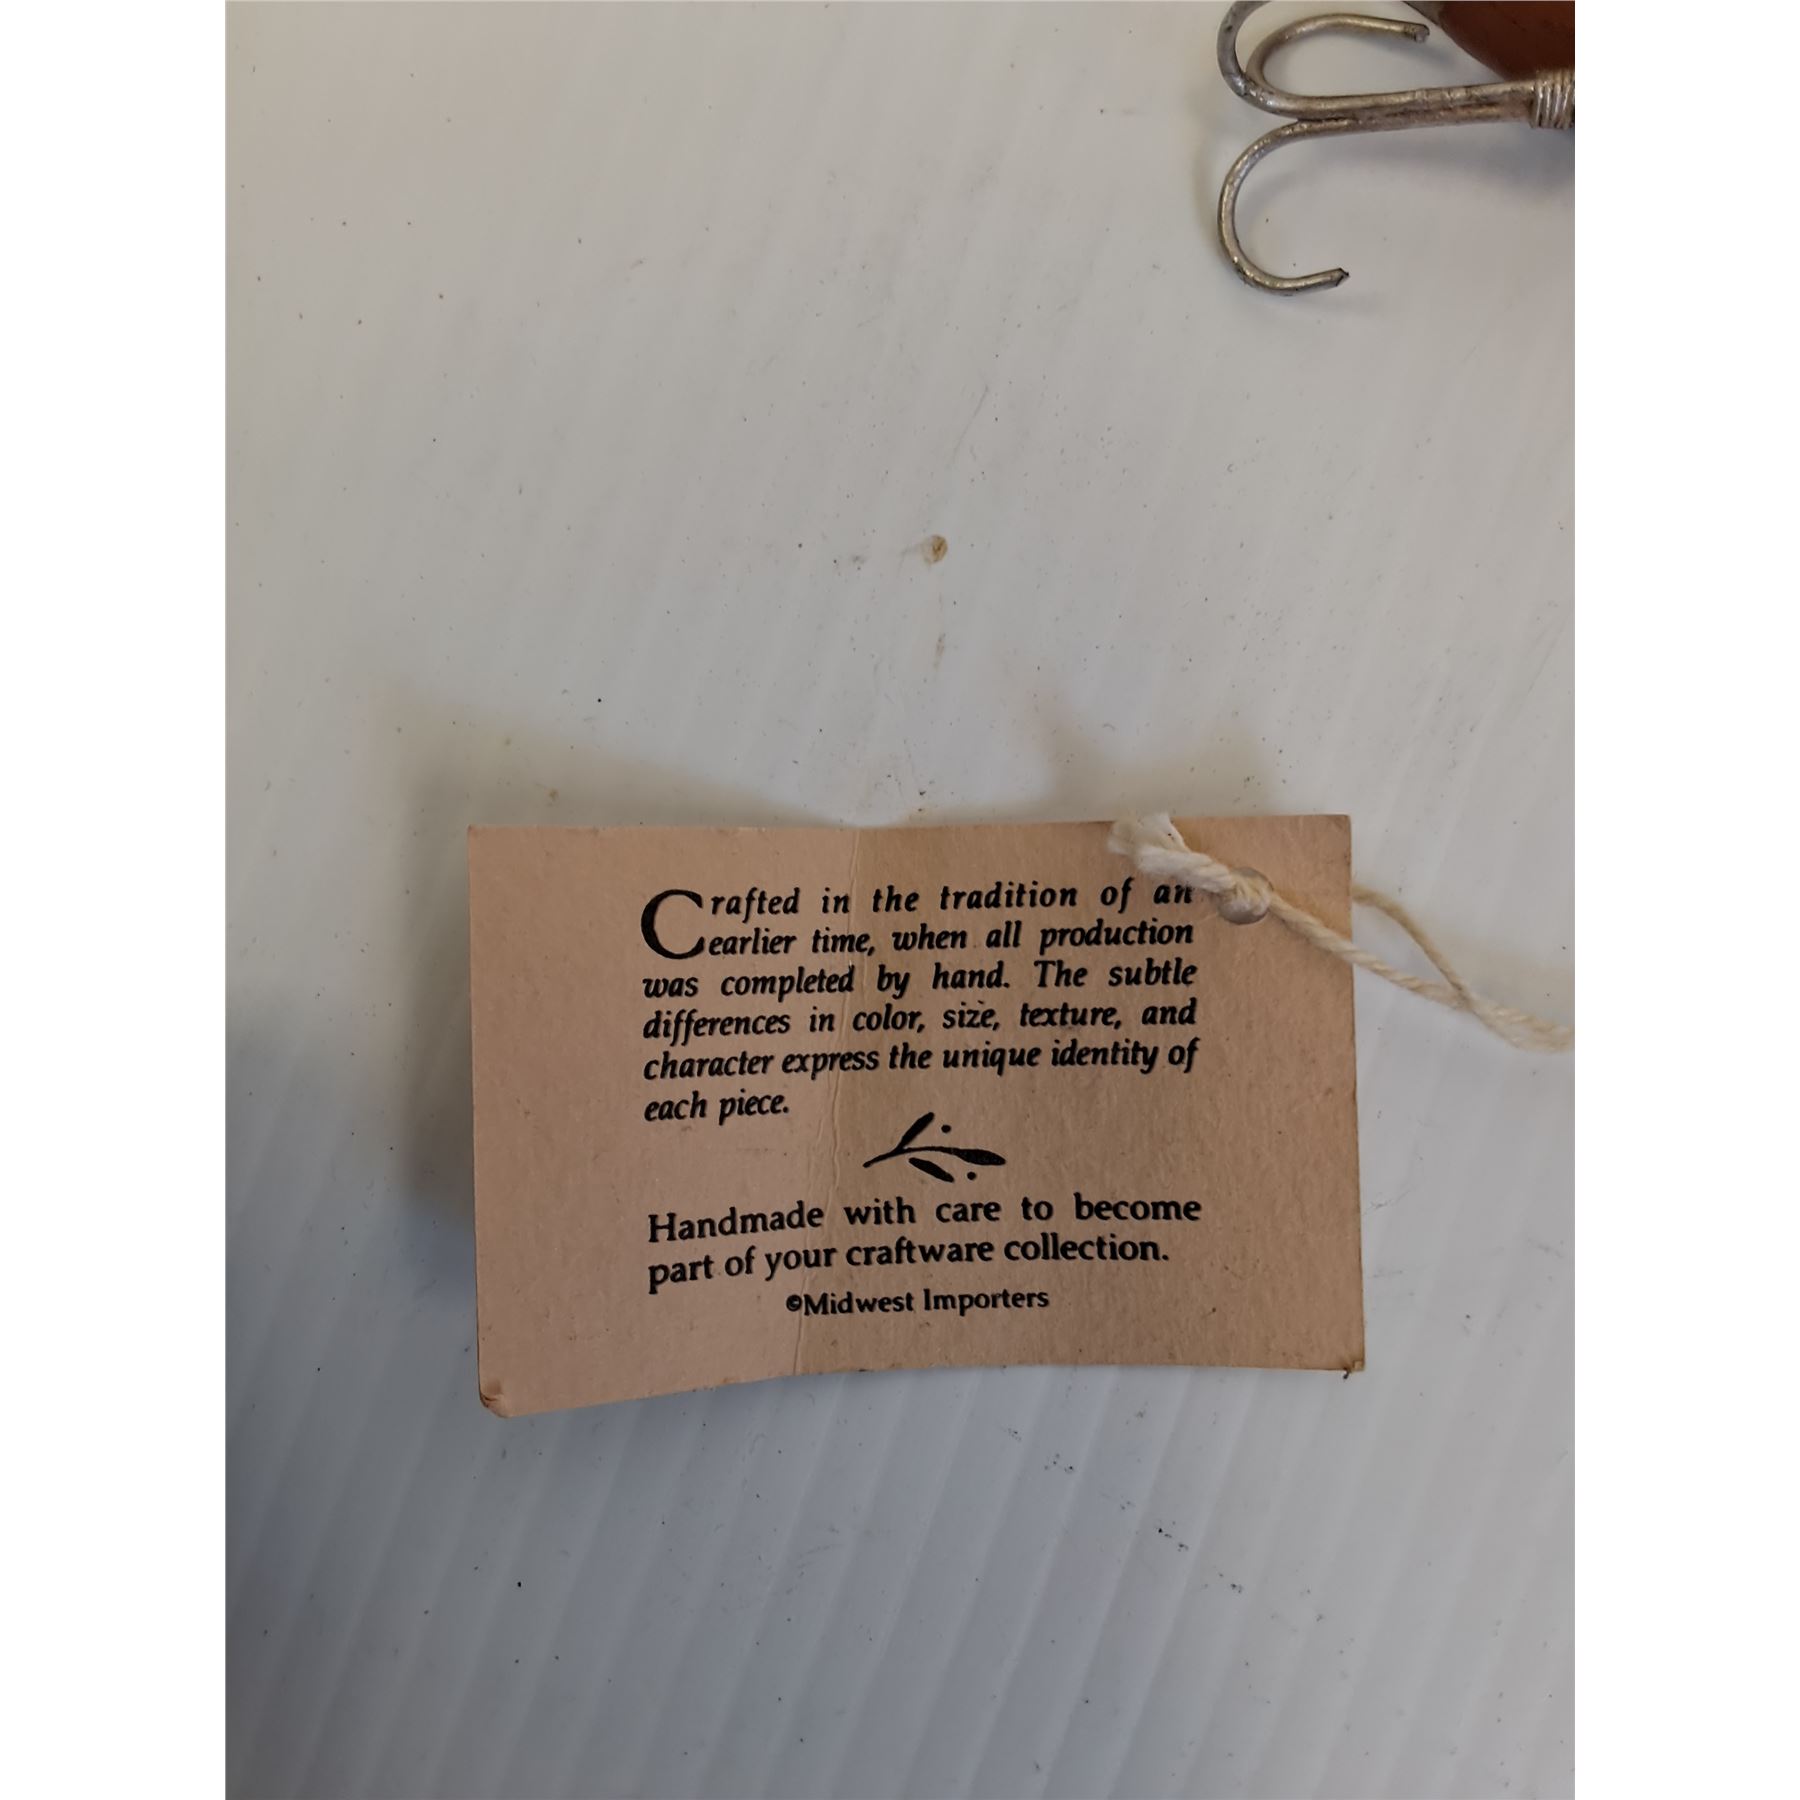 Crafted in the tradition of an
earlier time, when all production
was completed by hand. The subtle
differences in color, size, texture, and
character express the unique identity of
each piece.
Handmade with care to become
part of your craftware collection.
©Midwest Importers